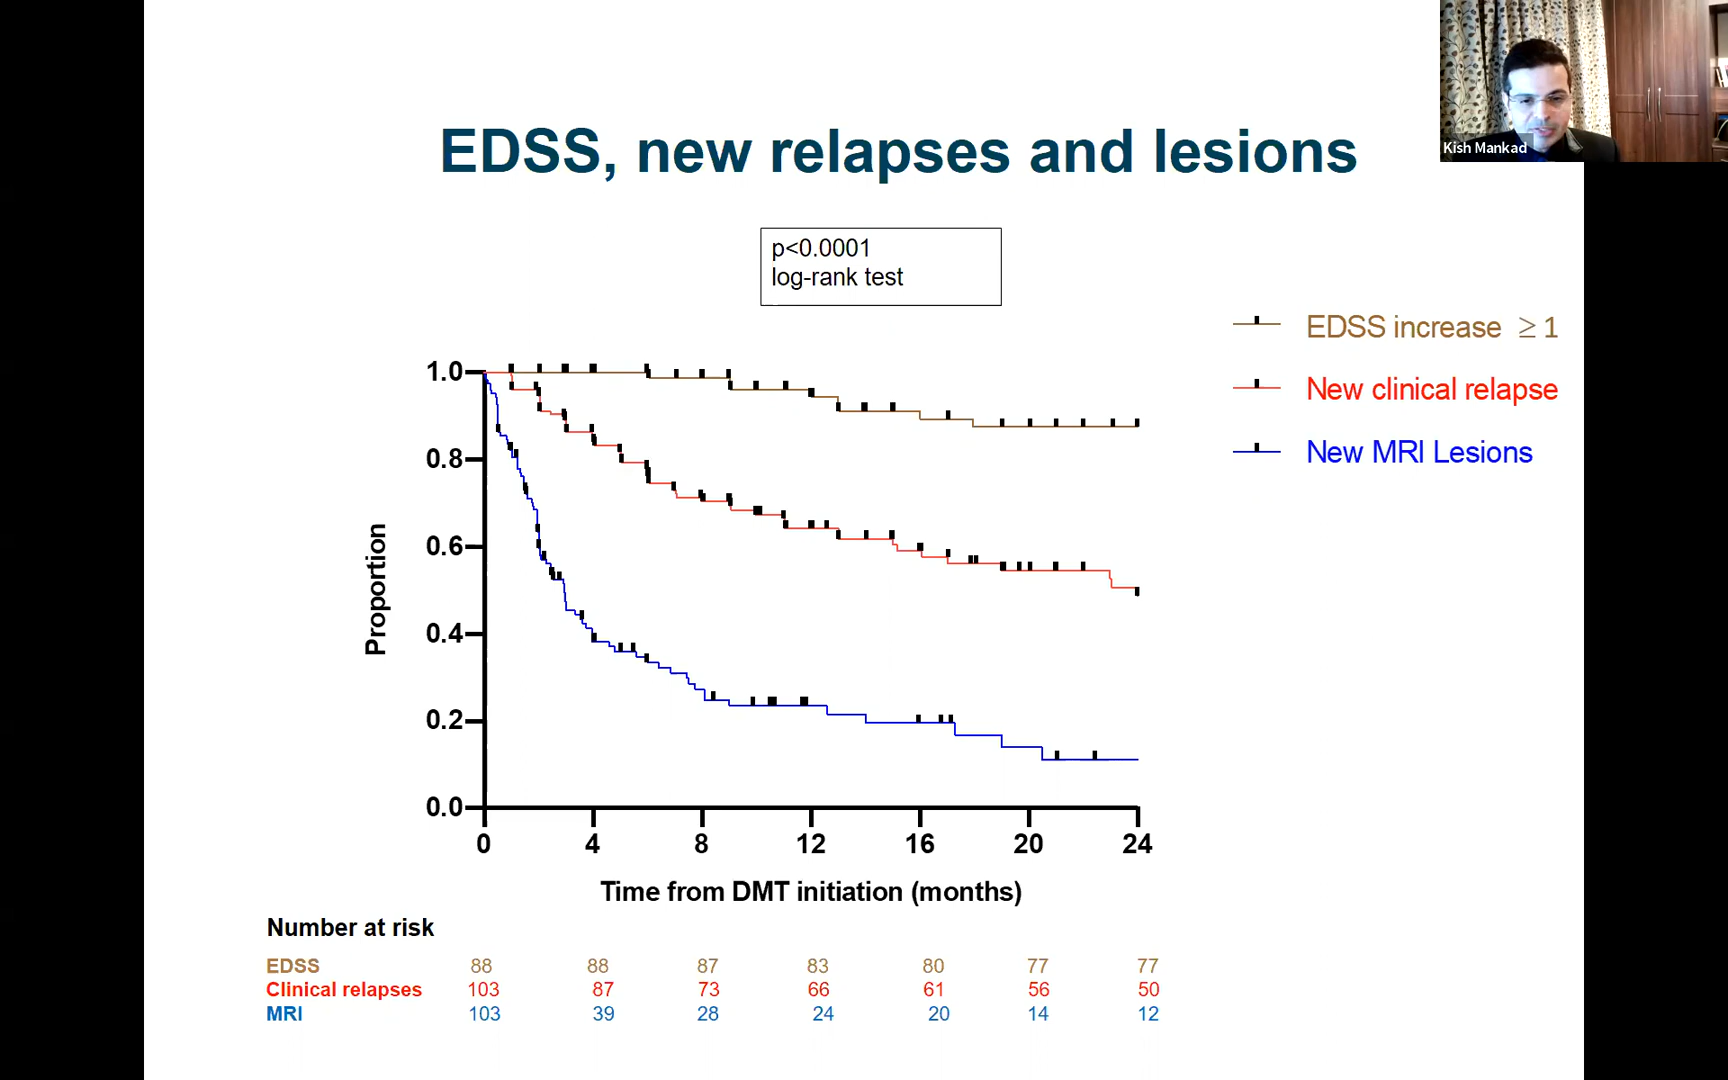 Kish Mankad
EDSS, new relapses and lesions
p<0.0001
log-rank test
EDSS increase ≥ 1
New clinical relapse
New MRI Lesions
Proportion
1.0
0.8
0.6
0.4
0.2
0.0
0 4 8 12 16 20 24
Time from DMT initiation (months)
Number at risk
EDSS 88 88 87 83 80 77 77
Clinical relapses 103 87 73 66 61 56 50
MRI 103 39 28 24 20 14 12